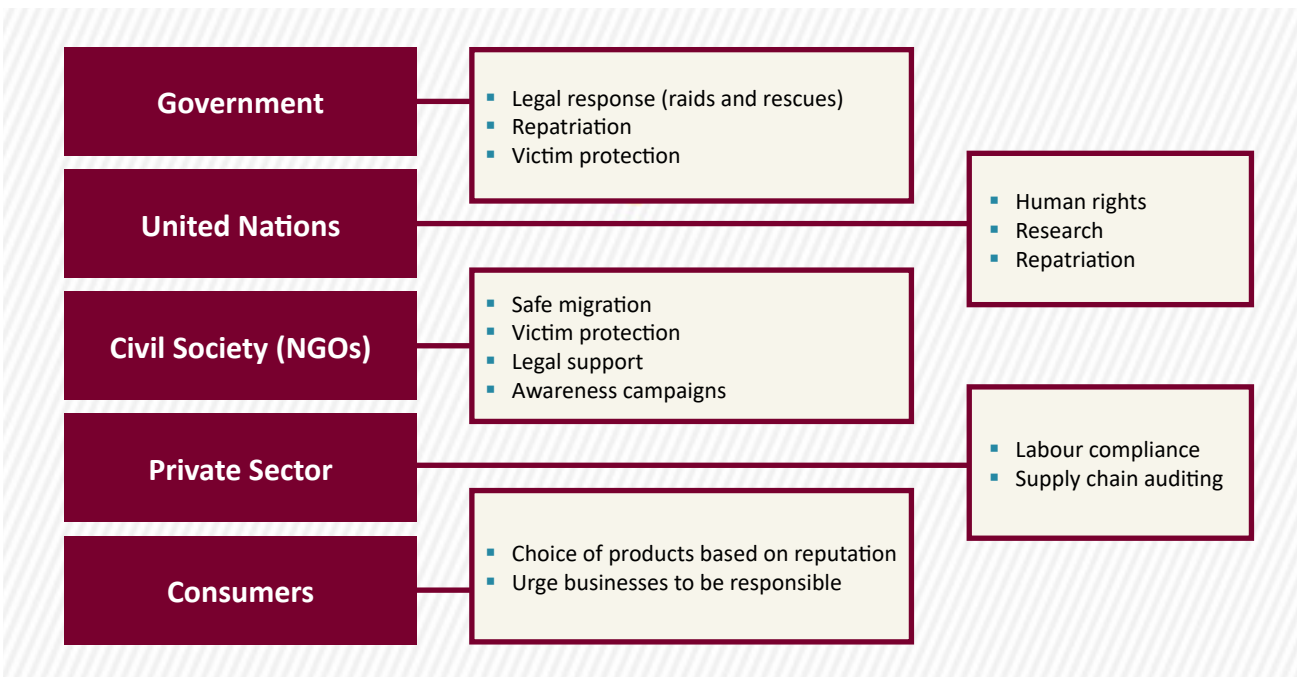 Government
▪ Legal response (raids and rescues)
▪ Repatriation
▪ Victim protection
United Nations
▪ Human rights
▪ Research
▪ Repatriation
Civil Society (NGOs)
▪ Safe migration
▪ Victim protection
▪ Legal support
▪ Awareness campaigns
Private Sector
▪ Labour compliance
▪ Supply chain auditing
Consumers
▪ Choice of products based on reputation
▪ Urge businesses to be responsible